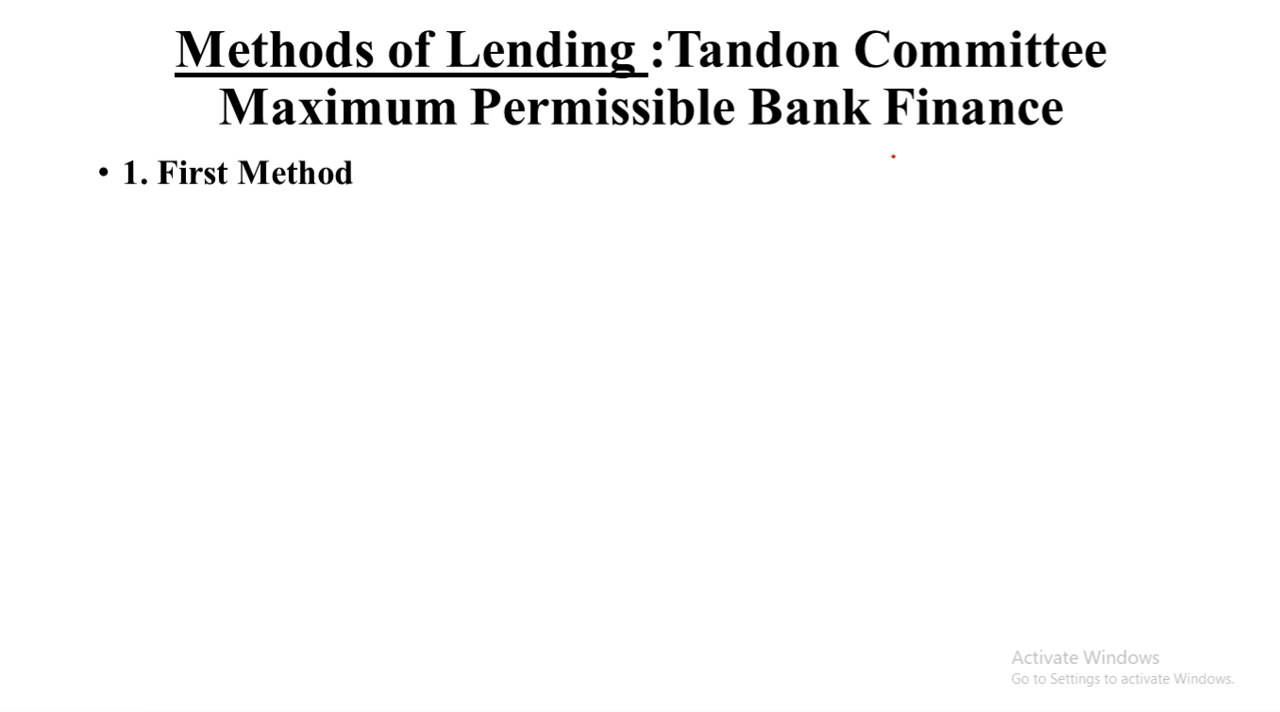 Methods of Lending :Tandon Committee
Maximum Permissible Bank Finance
• 1. First Method
Activate Windows
Go to Settings to activate Windows.